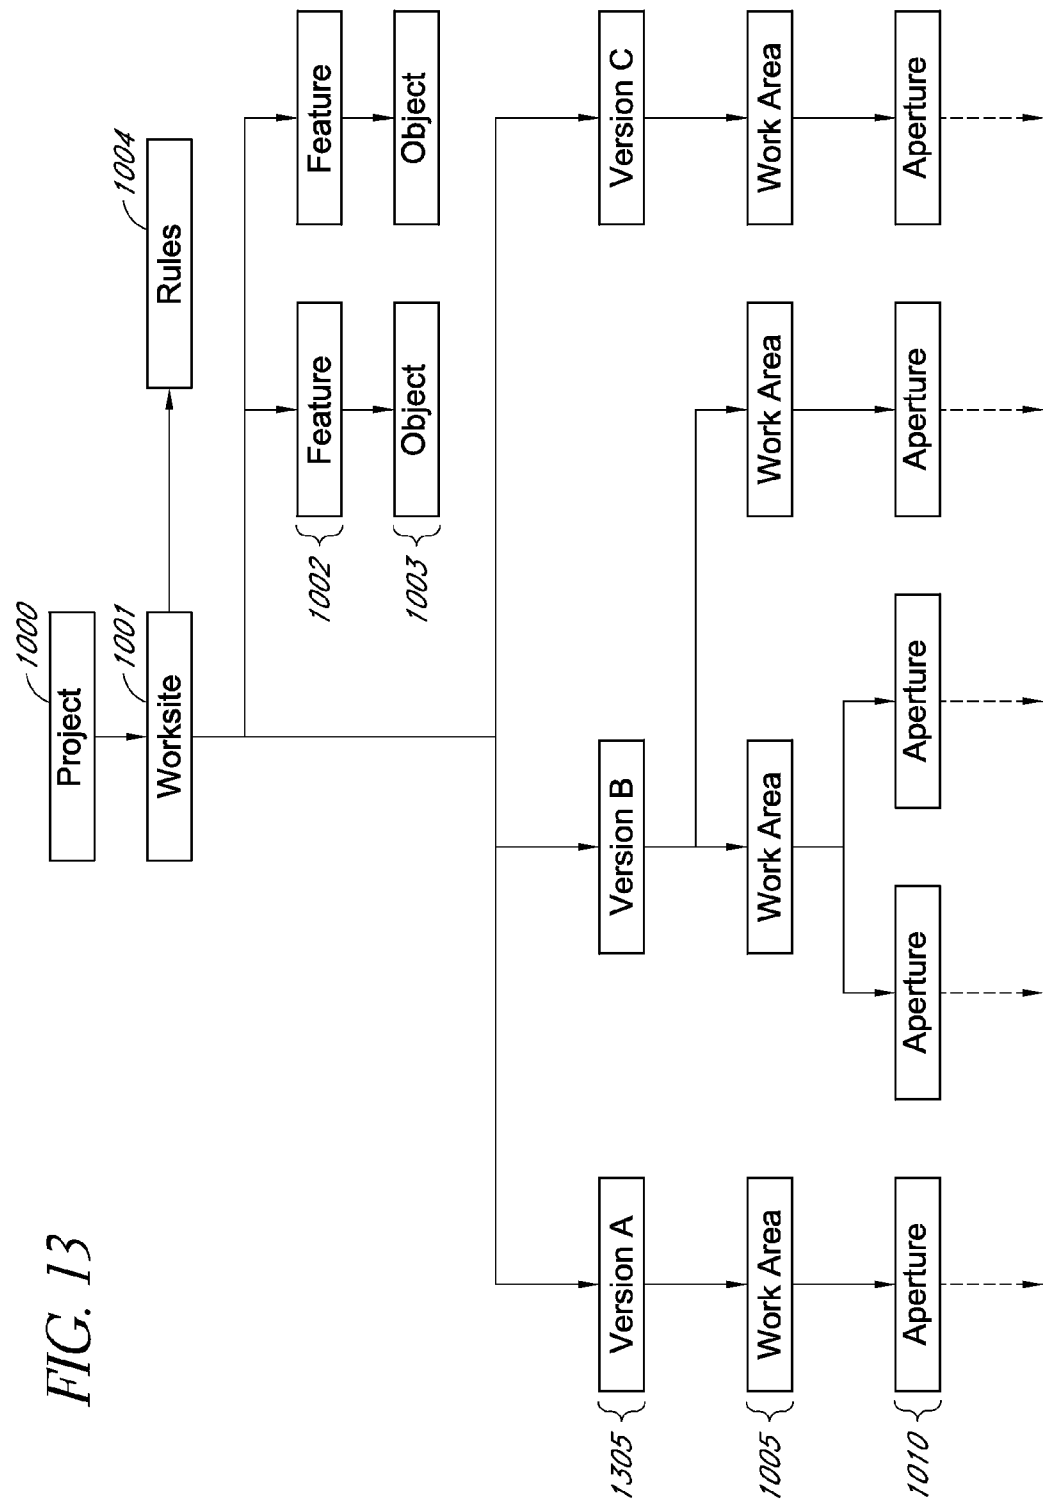 FIG. 13
Project
1000
Worksite
1001
Rules
1004
1002
Feature
Feature
1003
Object
Object
1305
Version A
Version B
Version C
1005
Work Area
Work Area
Work Area
Work Area
1010
Aperture
Aperture
Aperture
Aperture
Aperture